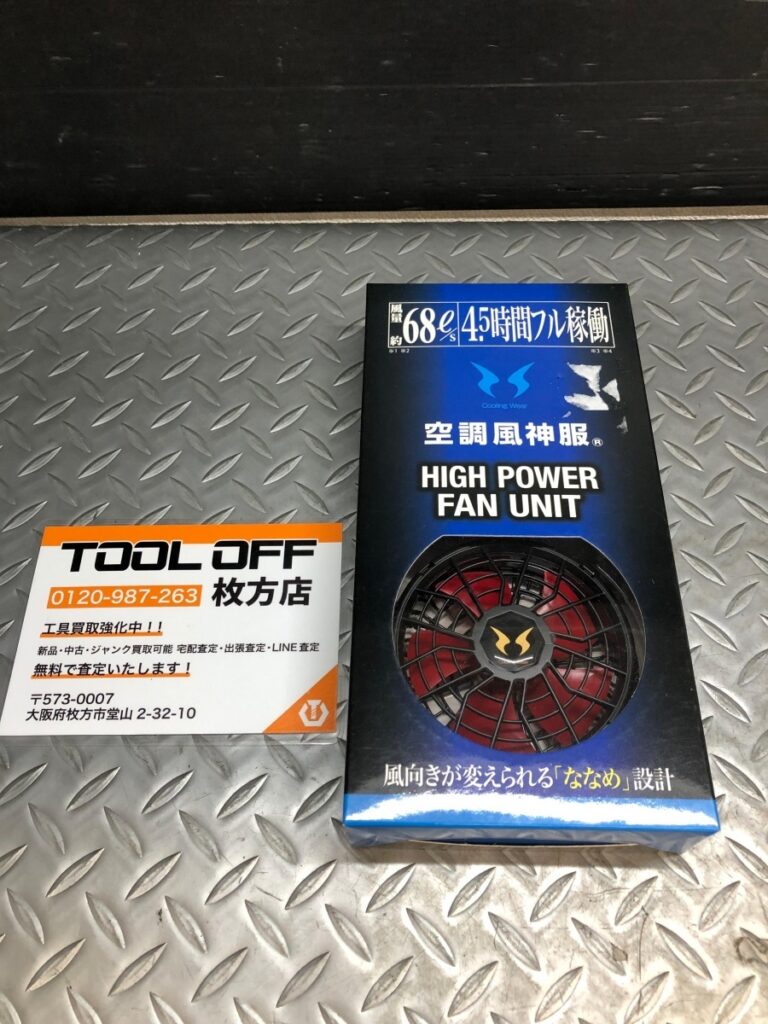 TOOL OFF
0120-987-263 枚方店
工具買取強化中!!
新品・中古・ジャンク買取可能 宅配査定・出張査定・LINE査定
無料で査定いたします!
〒573-0007
大阪府枚方市堂山 2-32-10
風量 約 68ℓ/s 4.5時間フル稼働
※1 ※2 ※3 ※4
Cooling Wear
空調風神服®
HIGH POWER
FAN UNIT
風向きが変えられる「ななめ」設計